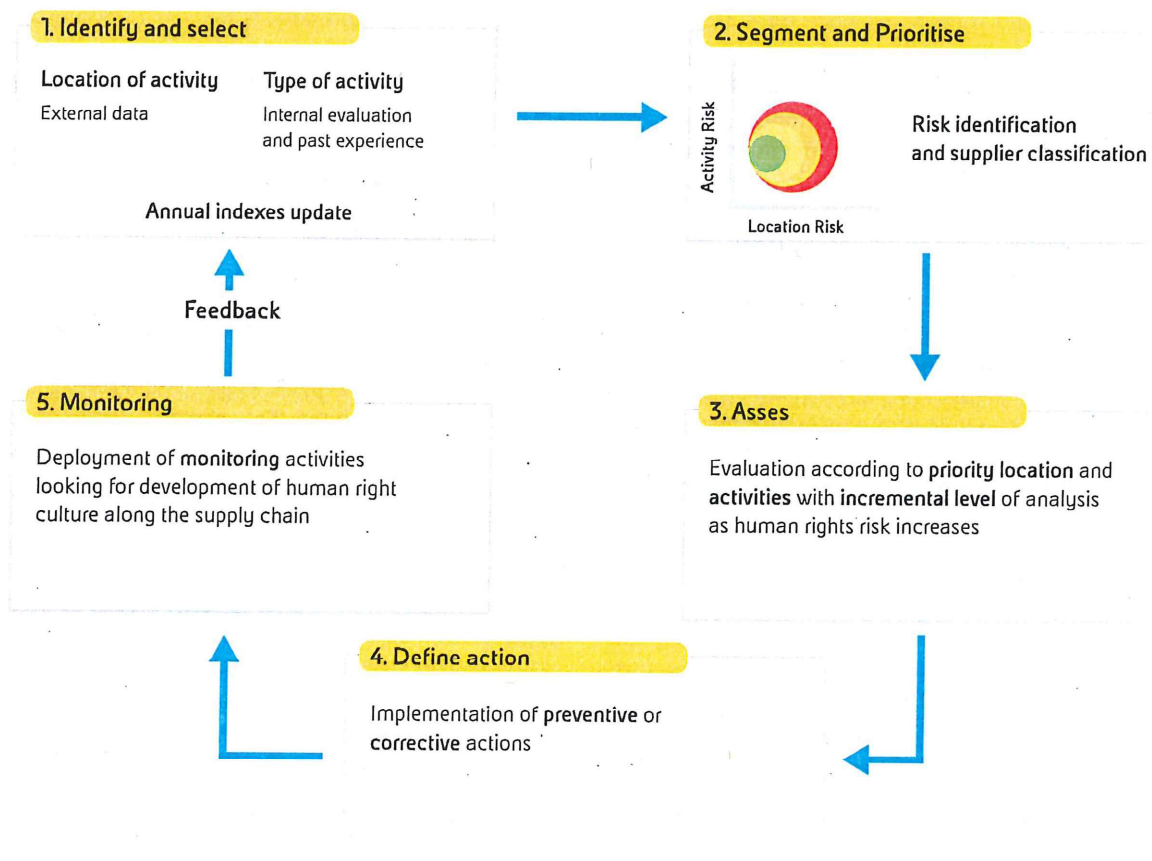 1. Identify and select
Location of activity
External data
Type of activity
Internal evaluation
and past experience
Annual indexes update
2. Segment and Prioritise
Activity Risk
Location Risk
Risk identification
and supplier classification
3. Asses
Evaluation according to priority location and
activities with incremental level of analysis
as human rights risk increases
4. Define action
Implementation of preventive or
corrective actions
5. Monitoring
Deployment of monitoring activities
looking for development of human right
culture along the supply chain
Feedback